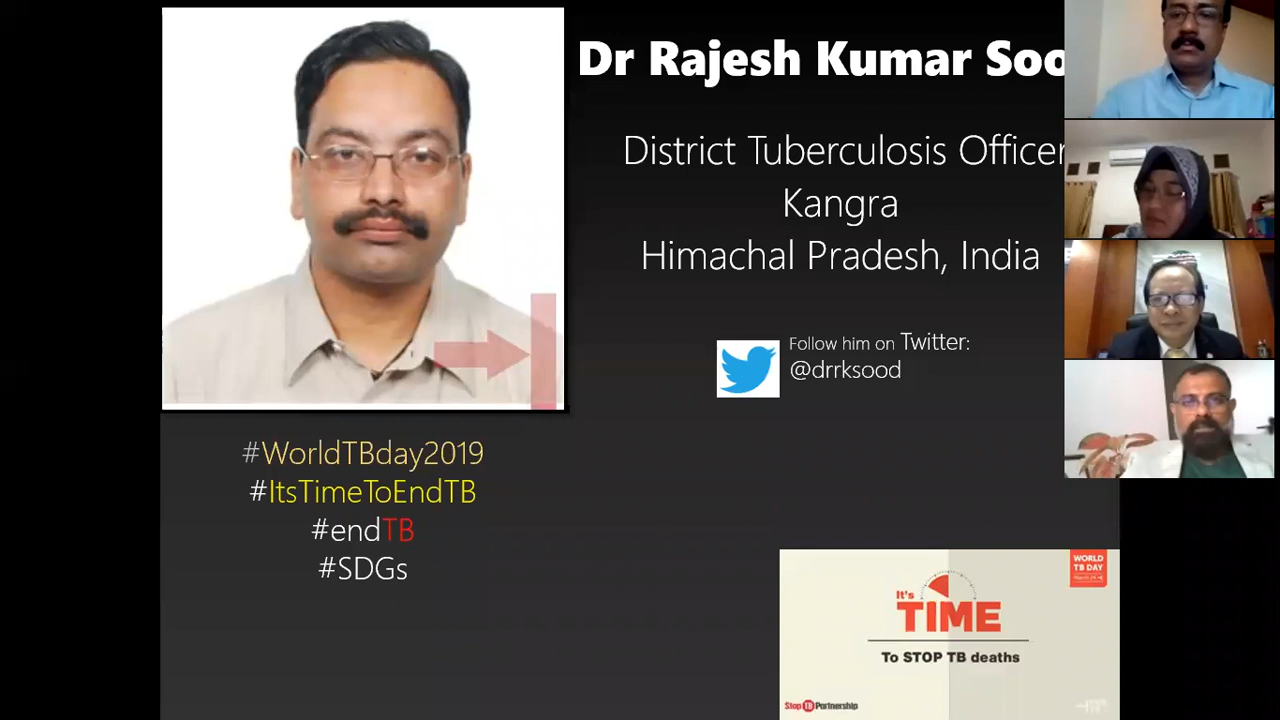 Dr Rajesh Kumar Soo
District Tuberculosis Officer
Kangra
Himachal Pradesh, India
Follow him on Twitter:
@drrksood
#WorldTBday2019
#ItsTimeToEndTB
#endTB
#SDGs
WORLD
TB DAY
It's
TIME
To STOP TB deaths
Stop TB Partnership